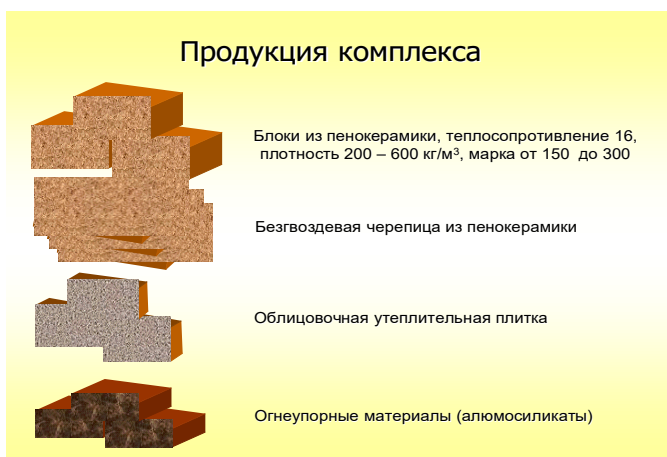 Продукция комплекса
Блоки из пенокерамики, теплосопротивление 16,
плотность 200 – 600 кг/м³, марка от 150 до 300
Безгвоздевая черепица из пенокерамики
Облицовочная утеплительная плитка
Огнеупорные материалы (алюмосиликаты)